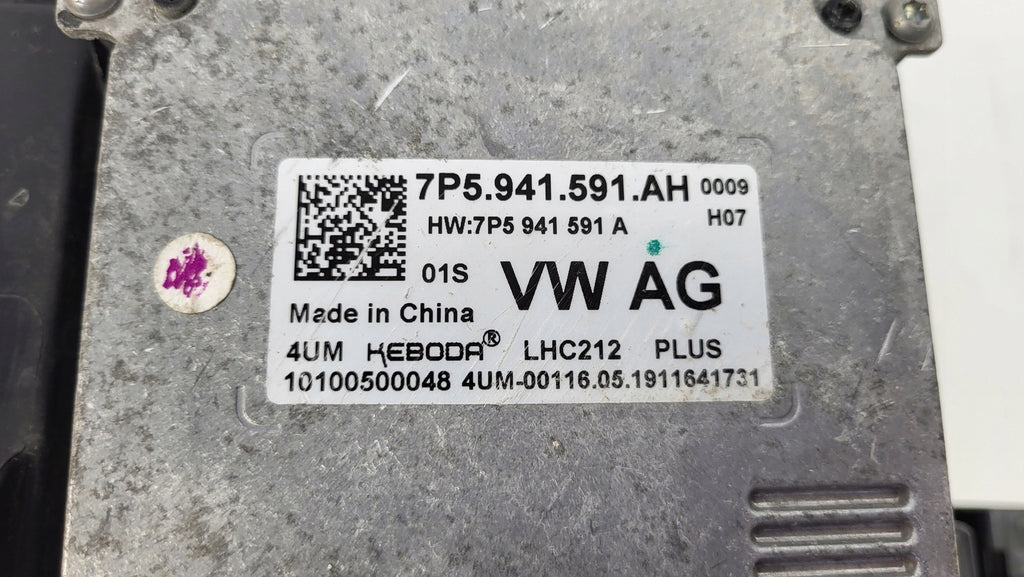 7P5.941.591.AH 0009
HW:7P5 941 591 A H07
01S VW AG
Made in China
4UM KEBODA® LHC212 PLUS
10100500048 4UM-00116.05.1911641731